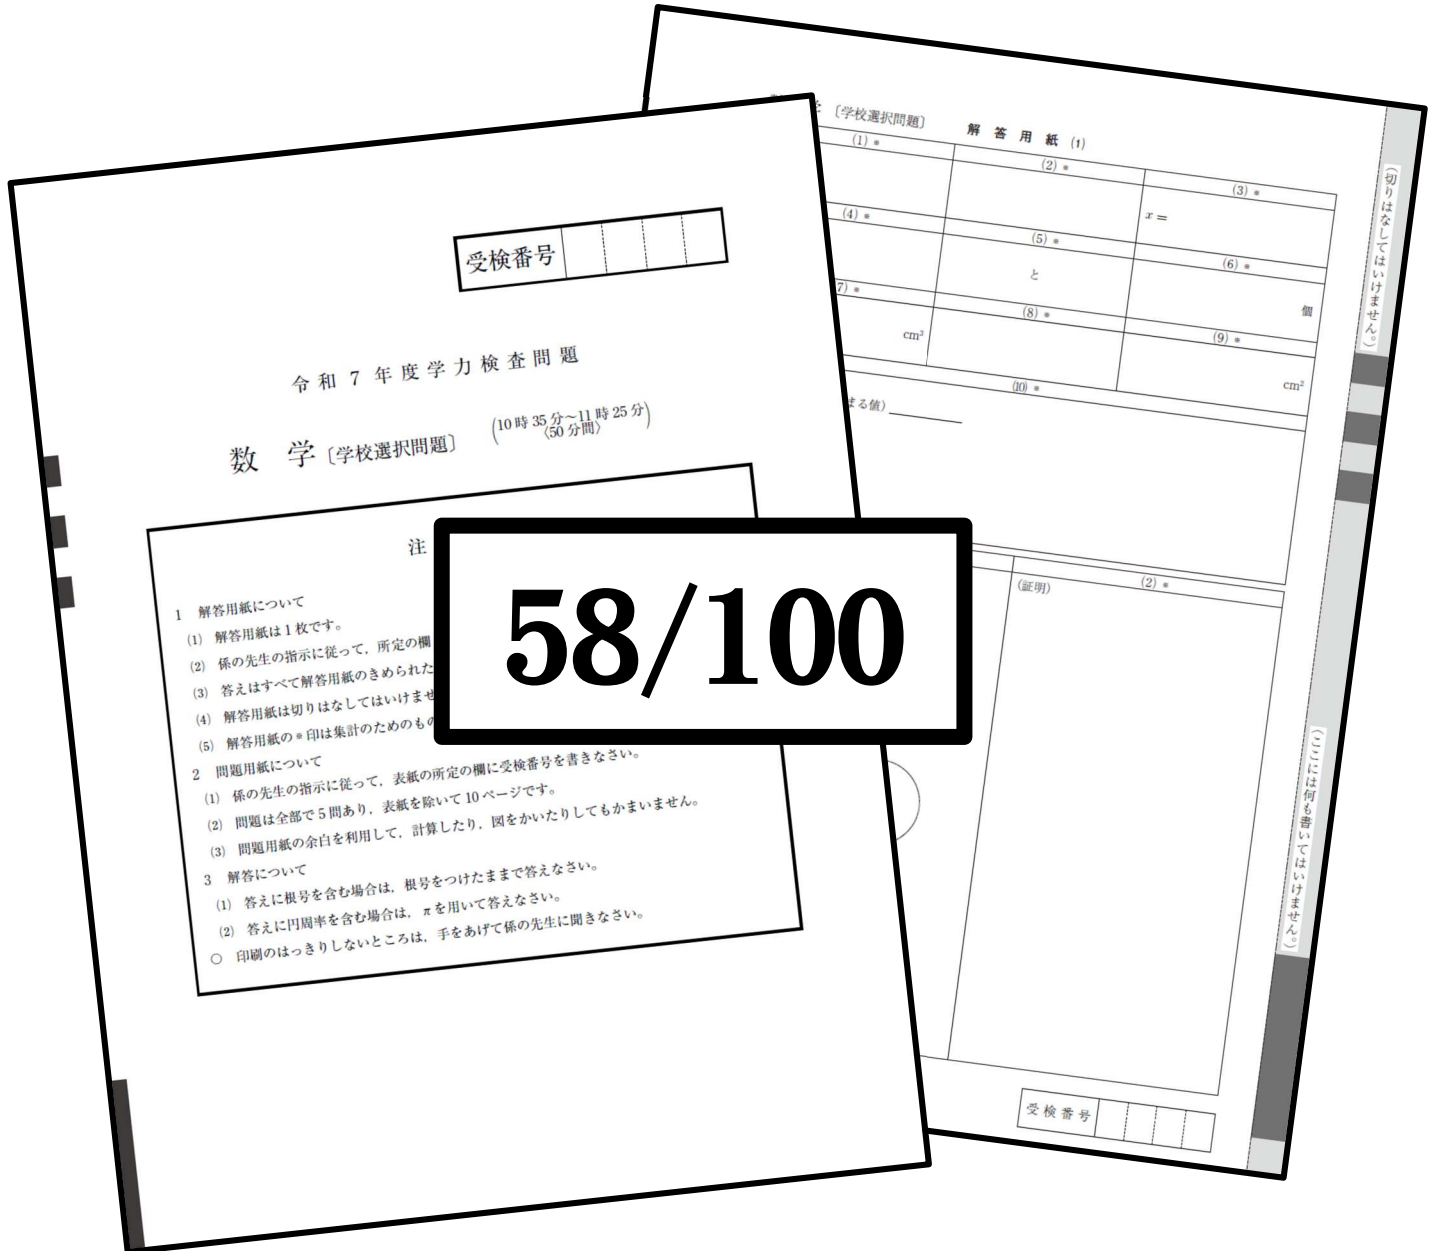 受検番号
令和7年度学力検査問題
数 学〔学校選択問題〕 (10時35分~11時25分)
〈50分間〉
注
1 解答用紙について
(1) 解答用紙は1枚です。
(2) 係の先生の指示に従って,所定の欄
(3) 答えはすべて解答用紙のきめられた
(4) 解答用紙は切りはなしてはいけませ
(5) 解答用紙の*印は集計のためのもの
2 問題用紙について
(1) 係の先生の指示に従って,表紙の所定の欄に受検番号を書きなさい。
(2) 問題は全部で5問あり,表紙を除いて10ページです。
(3) 問題用紙の余白を利用して,計算したり,図をかいたりしてもかまいません。
3 解答について
(1) 答えに根号を含む場合は,根号をつけたままで答えなさい。
(2) 答えに円周率を含む場合は,πを用いて答えなさい。
○ 印刷のはっきりしないところは,手をあげて係の先生に聞きなさい。
58/100
〔学校選択問題〕 解答用紙 (1)
(1) * (2) * (3) *
x=
(4) * (5) * (6) *
と 個
7) * (8) * (9) *
cm³ cm²
(10) *
まる値)
(2) *
(証明)
受検番号
(切りはなしてはいけません。)
(ここには何も書いてはいけません。)